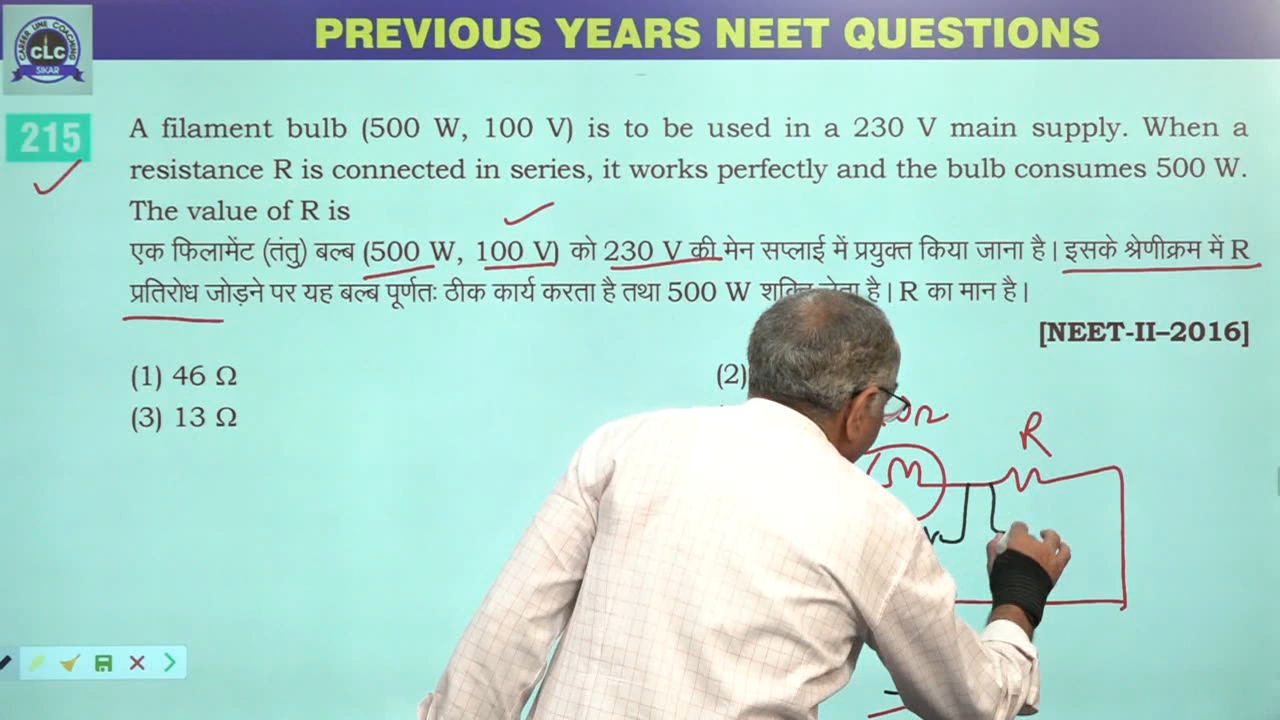 PREVIOUS YEARS NEET QUESTIONS
CAREER LINE COACHING
CLC
SIKAR
215
A filament bulb (500 W, 100 V) is to be used in a 230 V main supply. When a
resistance R is connected in series, it works perfectly and the bulb consumes 500 W.
The value of R is
एक फिलामेंट (तंतु) बल्ब (500 W, 100 V) को 230 V की मेन सप्लाई में प्रयुक्त किया जाना है। इसके श्रेणीक्रम में R
प्रतिरोध जोड़ने पर यह बल्ब पूर्णतः ठीक कार्य करता है तथा 500 W है। R का मान है।
[NEET-II–2016]
(1) 46 Ω
(2)
(3) 13 Ω
R